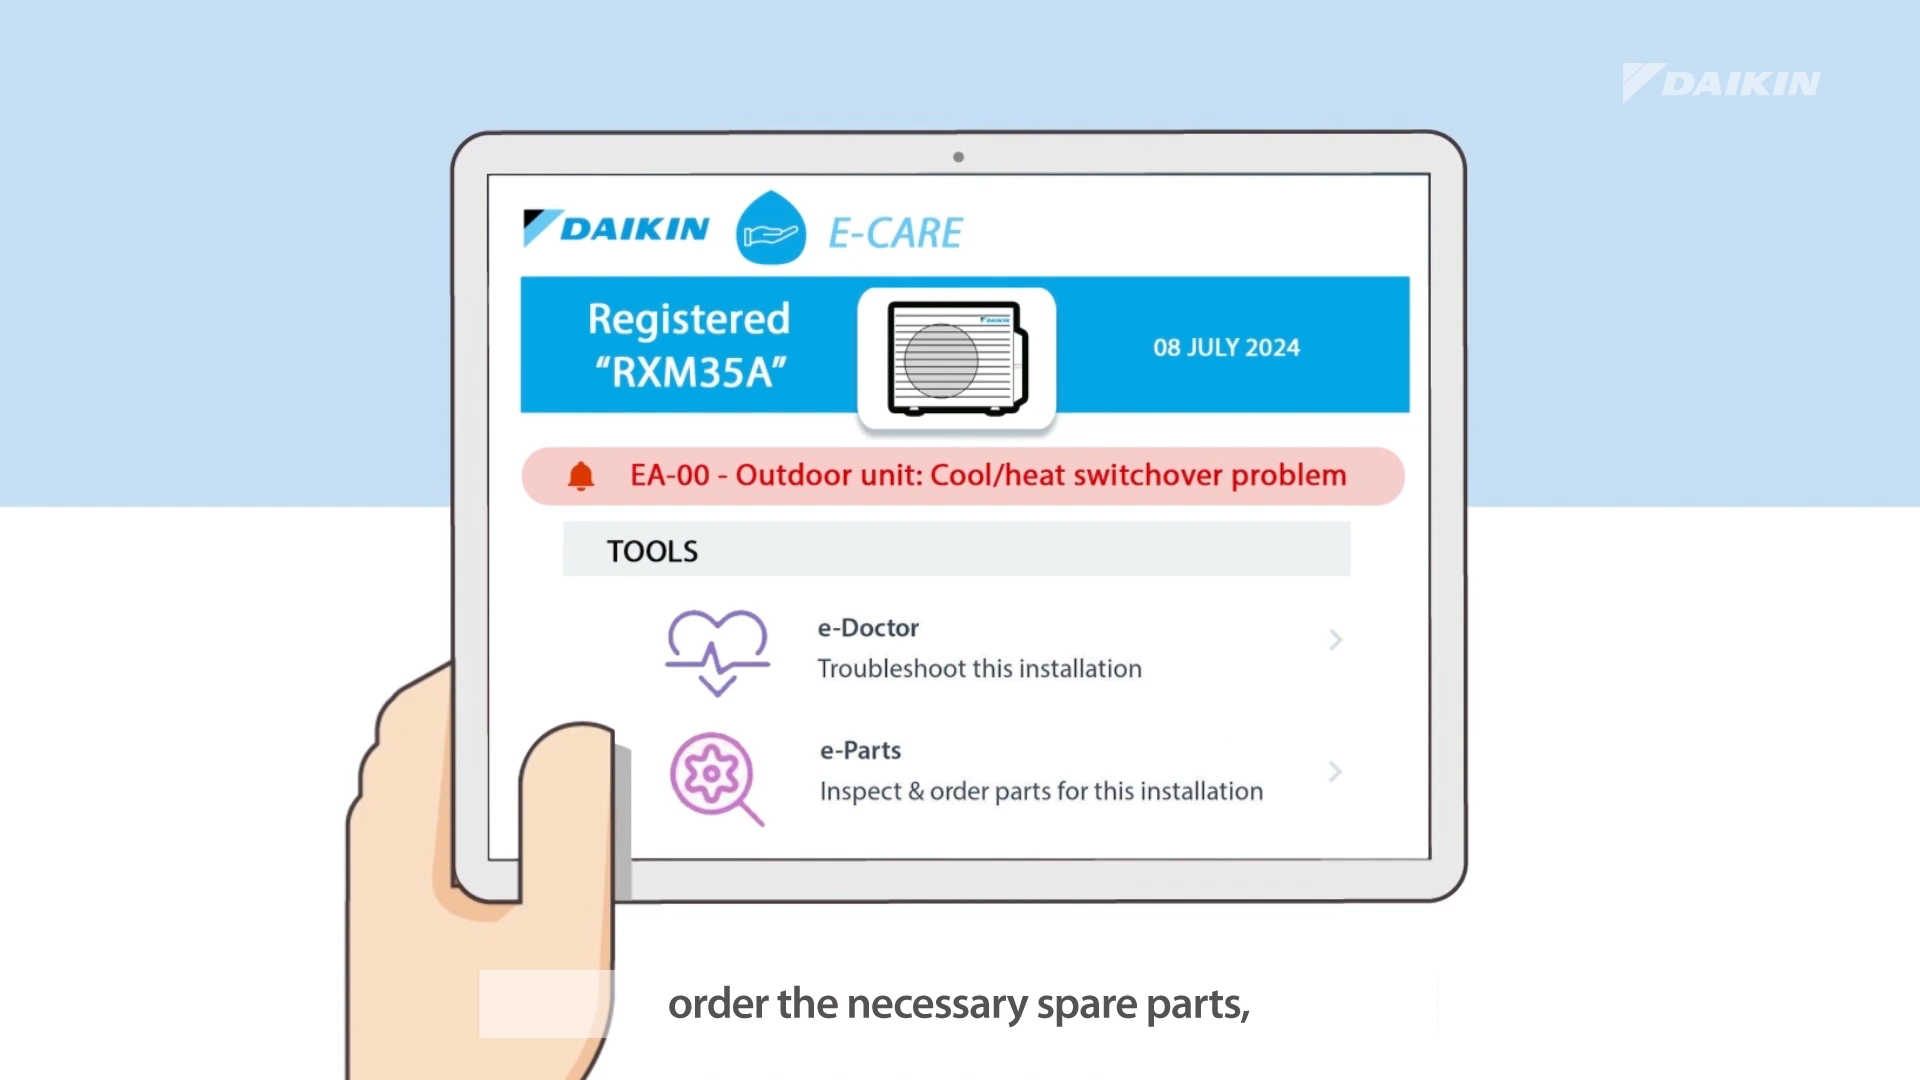 DAIKIN
DAIKIN E-CARE
Registered
“RXM35A”
DAIKIN
08 JULY 2024
EA-00 - Outdoor unit: Cool/heat switchover problem
TOOLS
e-Doctor
Troubleshoot this installation
e-Parts
Inspect & order parts for this installation
order the necessary spare parts,